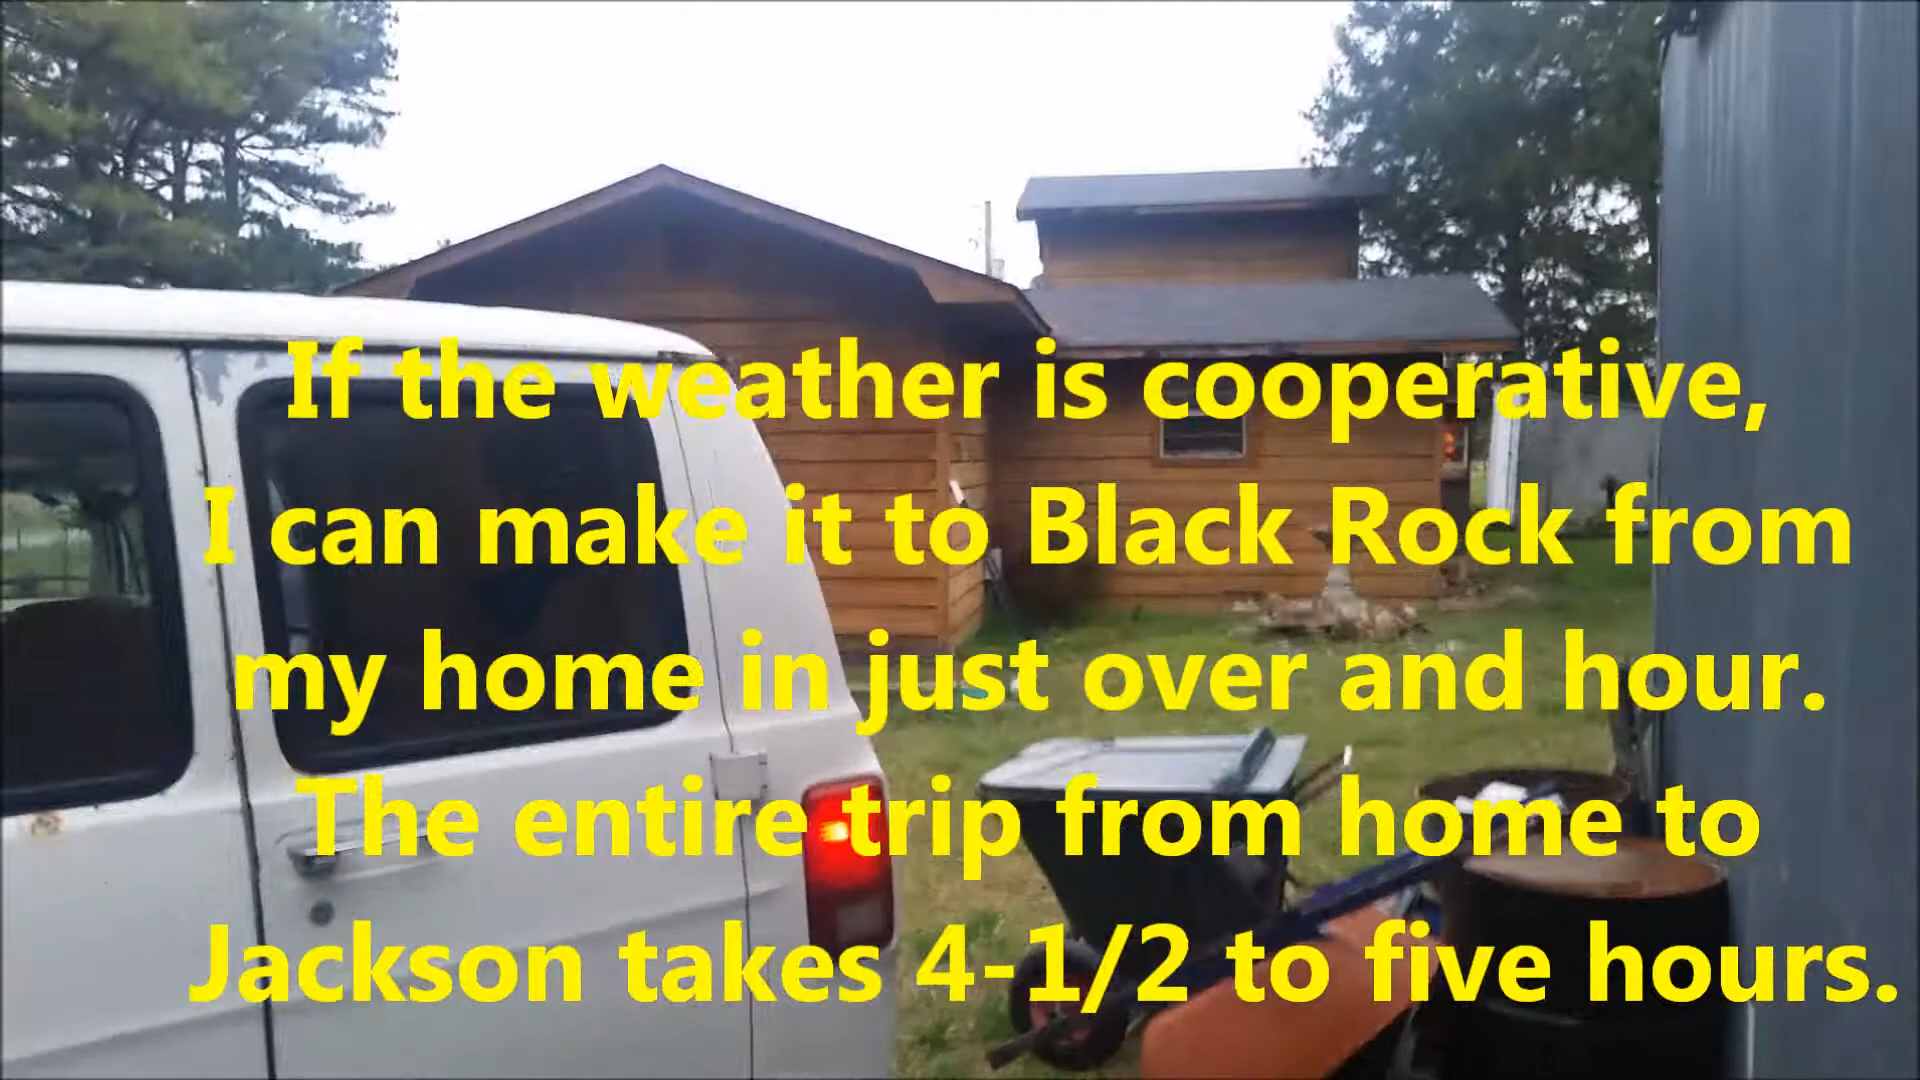 If the weather is cooperative,
I can make it to Black Rock from
my home in just over and hour.
The entire trip from home to
Jackson takes 4-1/2 to five hours.